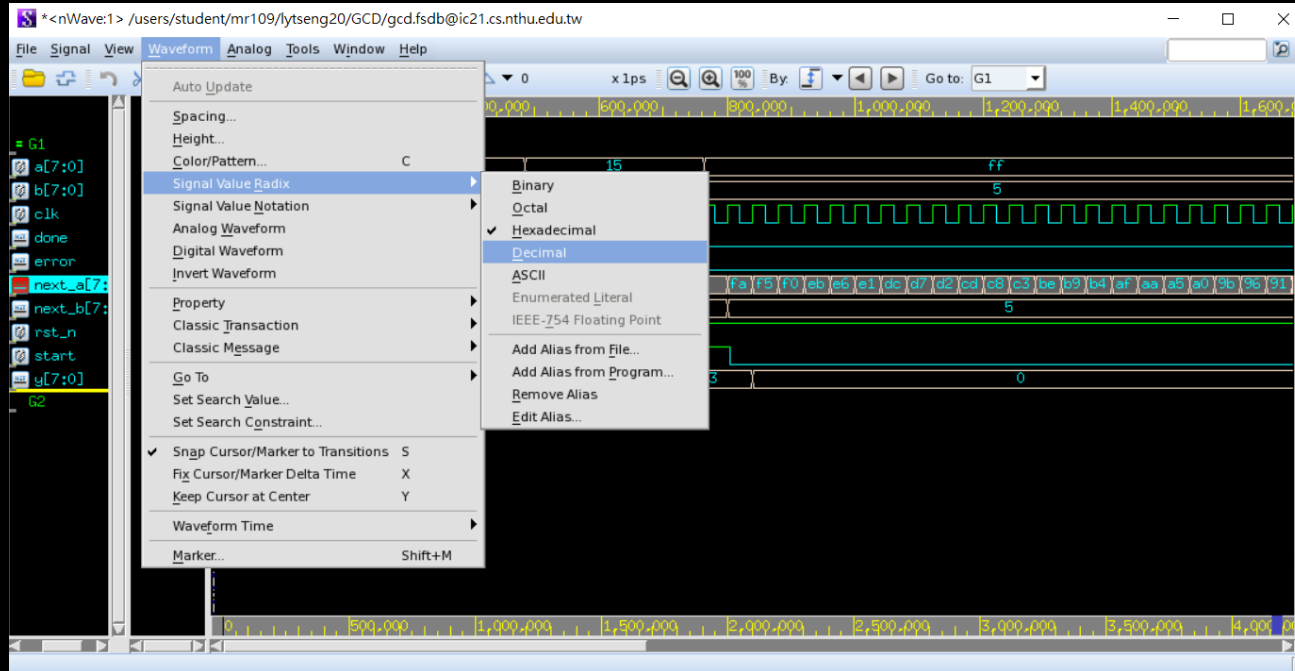 *<nWave:1> /users/student/mr109/lytseng20/GCD/gcd.fsdb@ic21.cs.nthu.edu.tw
File Signal View Waveform Analog Tools Window Help
0 x 1ps 100 % By: Go to: G1
600,000 800,000 1,000,000 1,200,000 1,400,000
Auto Update
Spacing...
Height...
Color/Pattern... C
Signal Value Radix
Signal Value Notation
Analog Waveform
Digital Waveform
Invert Waveform
Property
Classic Transaction
Classic Message
Go To
Set Search Value...
Set Search Constraint...
Snap Cursor/Marker to Transitions S
Fix Cursor/Marker Delta Time X
Keep Cursor at Center Y
Waveform Time
Marker... Shift+M
Binary
Octal
Hexadecimal
Decimal
ASCII
Enumerated Literal
IEEE-754 Floating Point
Add Alias from File...
Add Alias from Program...
Remove Alias
Edit Alias...
= G1
a[7:0] 15 ff
b[7:0] 5
clk
done
error
next_a[7: fa f5 f0 eb e6 e1 dc d7 d2 cd c8 c3 be b9 b4 af aa a5 a0 9b 96 91
next_b[7: 5
rst_n
start
y[7:0] 3 0
G2
0 500,000 1,000,000 1,500,000 2,000,000 2,500,000 3,000,000 3,500,000